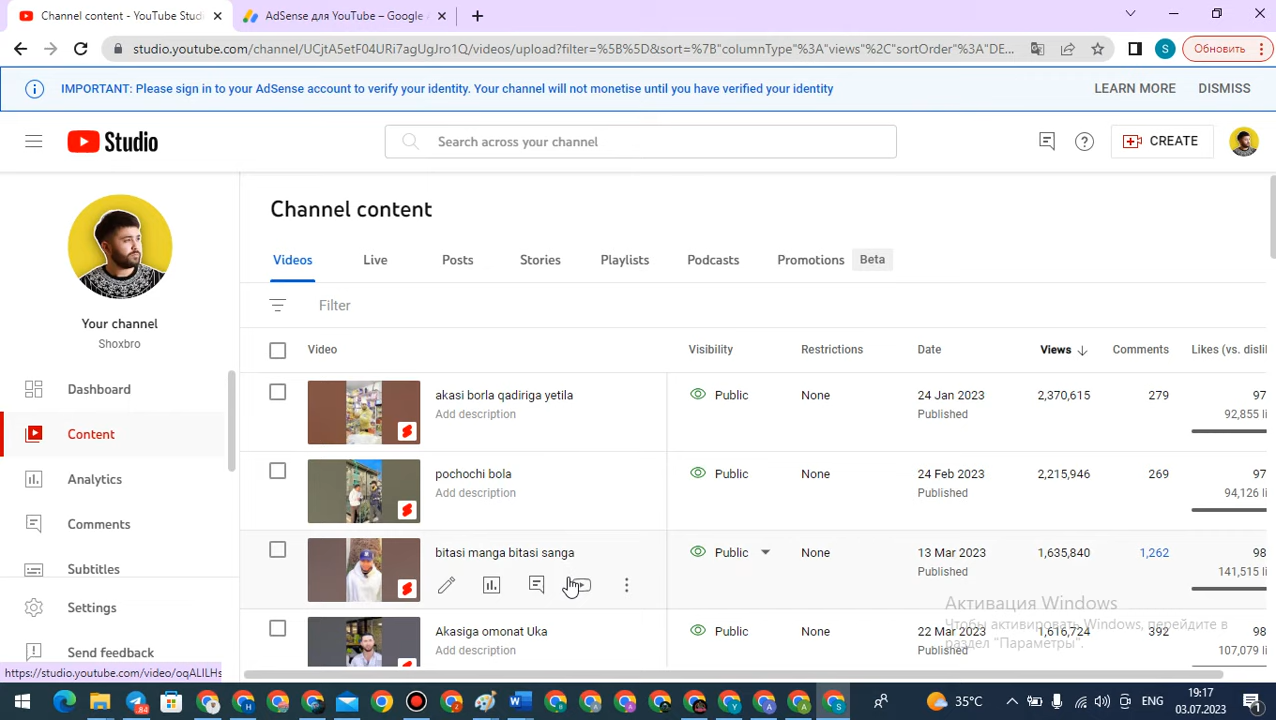 Channel content - YouTube Studi
AdSense для YouTube – Google
studio.youtube.com/channel/UCjtA5etF04URi7agUgJro1Q/videos/upload?filter=%5B%5D&sort=%7B"columnType"%3A"views"%2C"sortOrder"%3A"DE...
S
Обновить
IMPORTANT: Please sign in to your AdSense account to verify your identity. Your channel will not monetise until you have verified your identity
LEARN MORE
DISMISS
Studio
Search across your channel
CREATE
Channel content
Videos
Live
Posts
Stories
Playlists
Podcasts
Promotions
Beta
Your channel
Shoxbro
Filter
Dashboard
Content
Analytics
Comments
Subtitles
Settings
Send feedback
Video
Visibility
Restrictions
Date
Views
Comments
Likes (vs. disli
akasi borla qadiriga yetila
Add description
Public
None
24 Jan 2023
Published
2,370,615
279
97
92,855 li
pochochi bola
Add description
Public
None
24 Feb 2023
Published
2,215,946
269
97
94,126 li
bitasi manga bitasi sanga
Public
None
13 Mar 2023
Published
1,635,840
1,262
98
141,515 li
Akasiga omonat Uka
Add description
Public
None
22 Mar 2023
Published
1,616,724
392
98
107,079 li
Активация Windows
Чтобы активировать Windows, перейдите в
раздел "Параметры".
https://studio.youtube.com/video/oqALILHs
84
35°C
ENG
19:17
03.07.2023
1